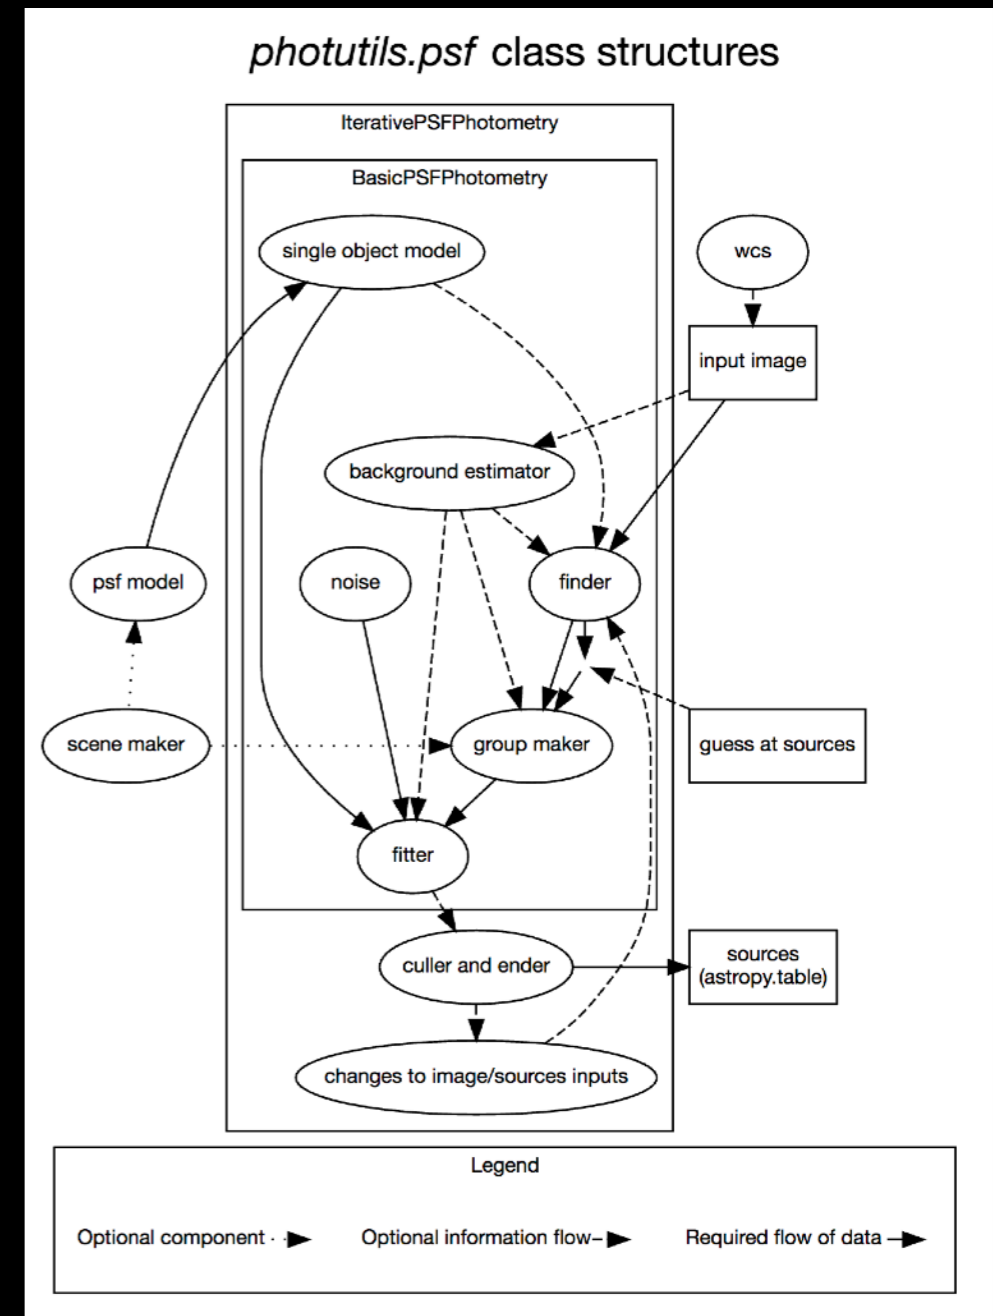 photutils.psf class structures
IterativePSFPhotometry
BasicPSFPhotometry
single object model
wcs
input image
background estimator
psf model
noise
finder
scene maker
group maker
guess at sources
fitter
culler and ender
sources
(astropy.table)
changes to image/sources inputs
Legend
Optional component
Optional information flow
Required flow of data